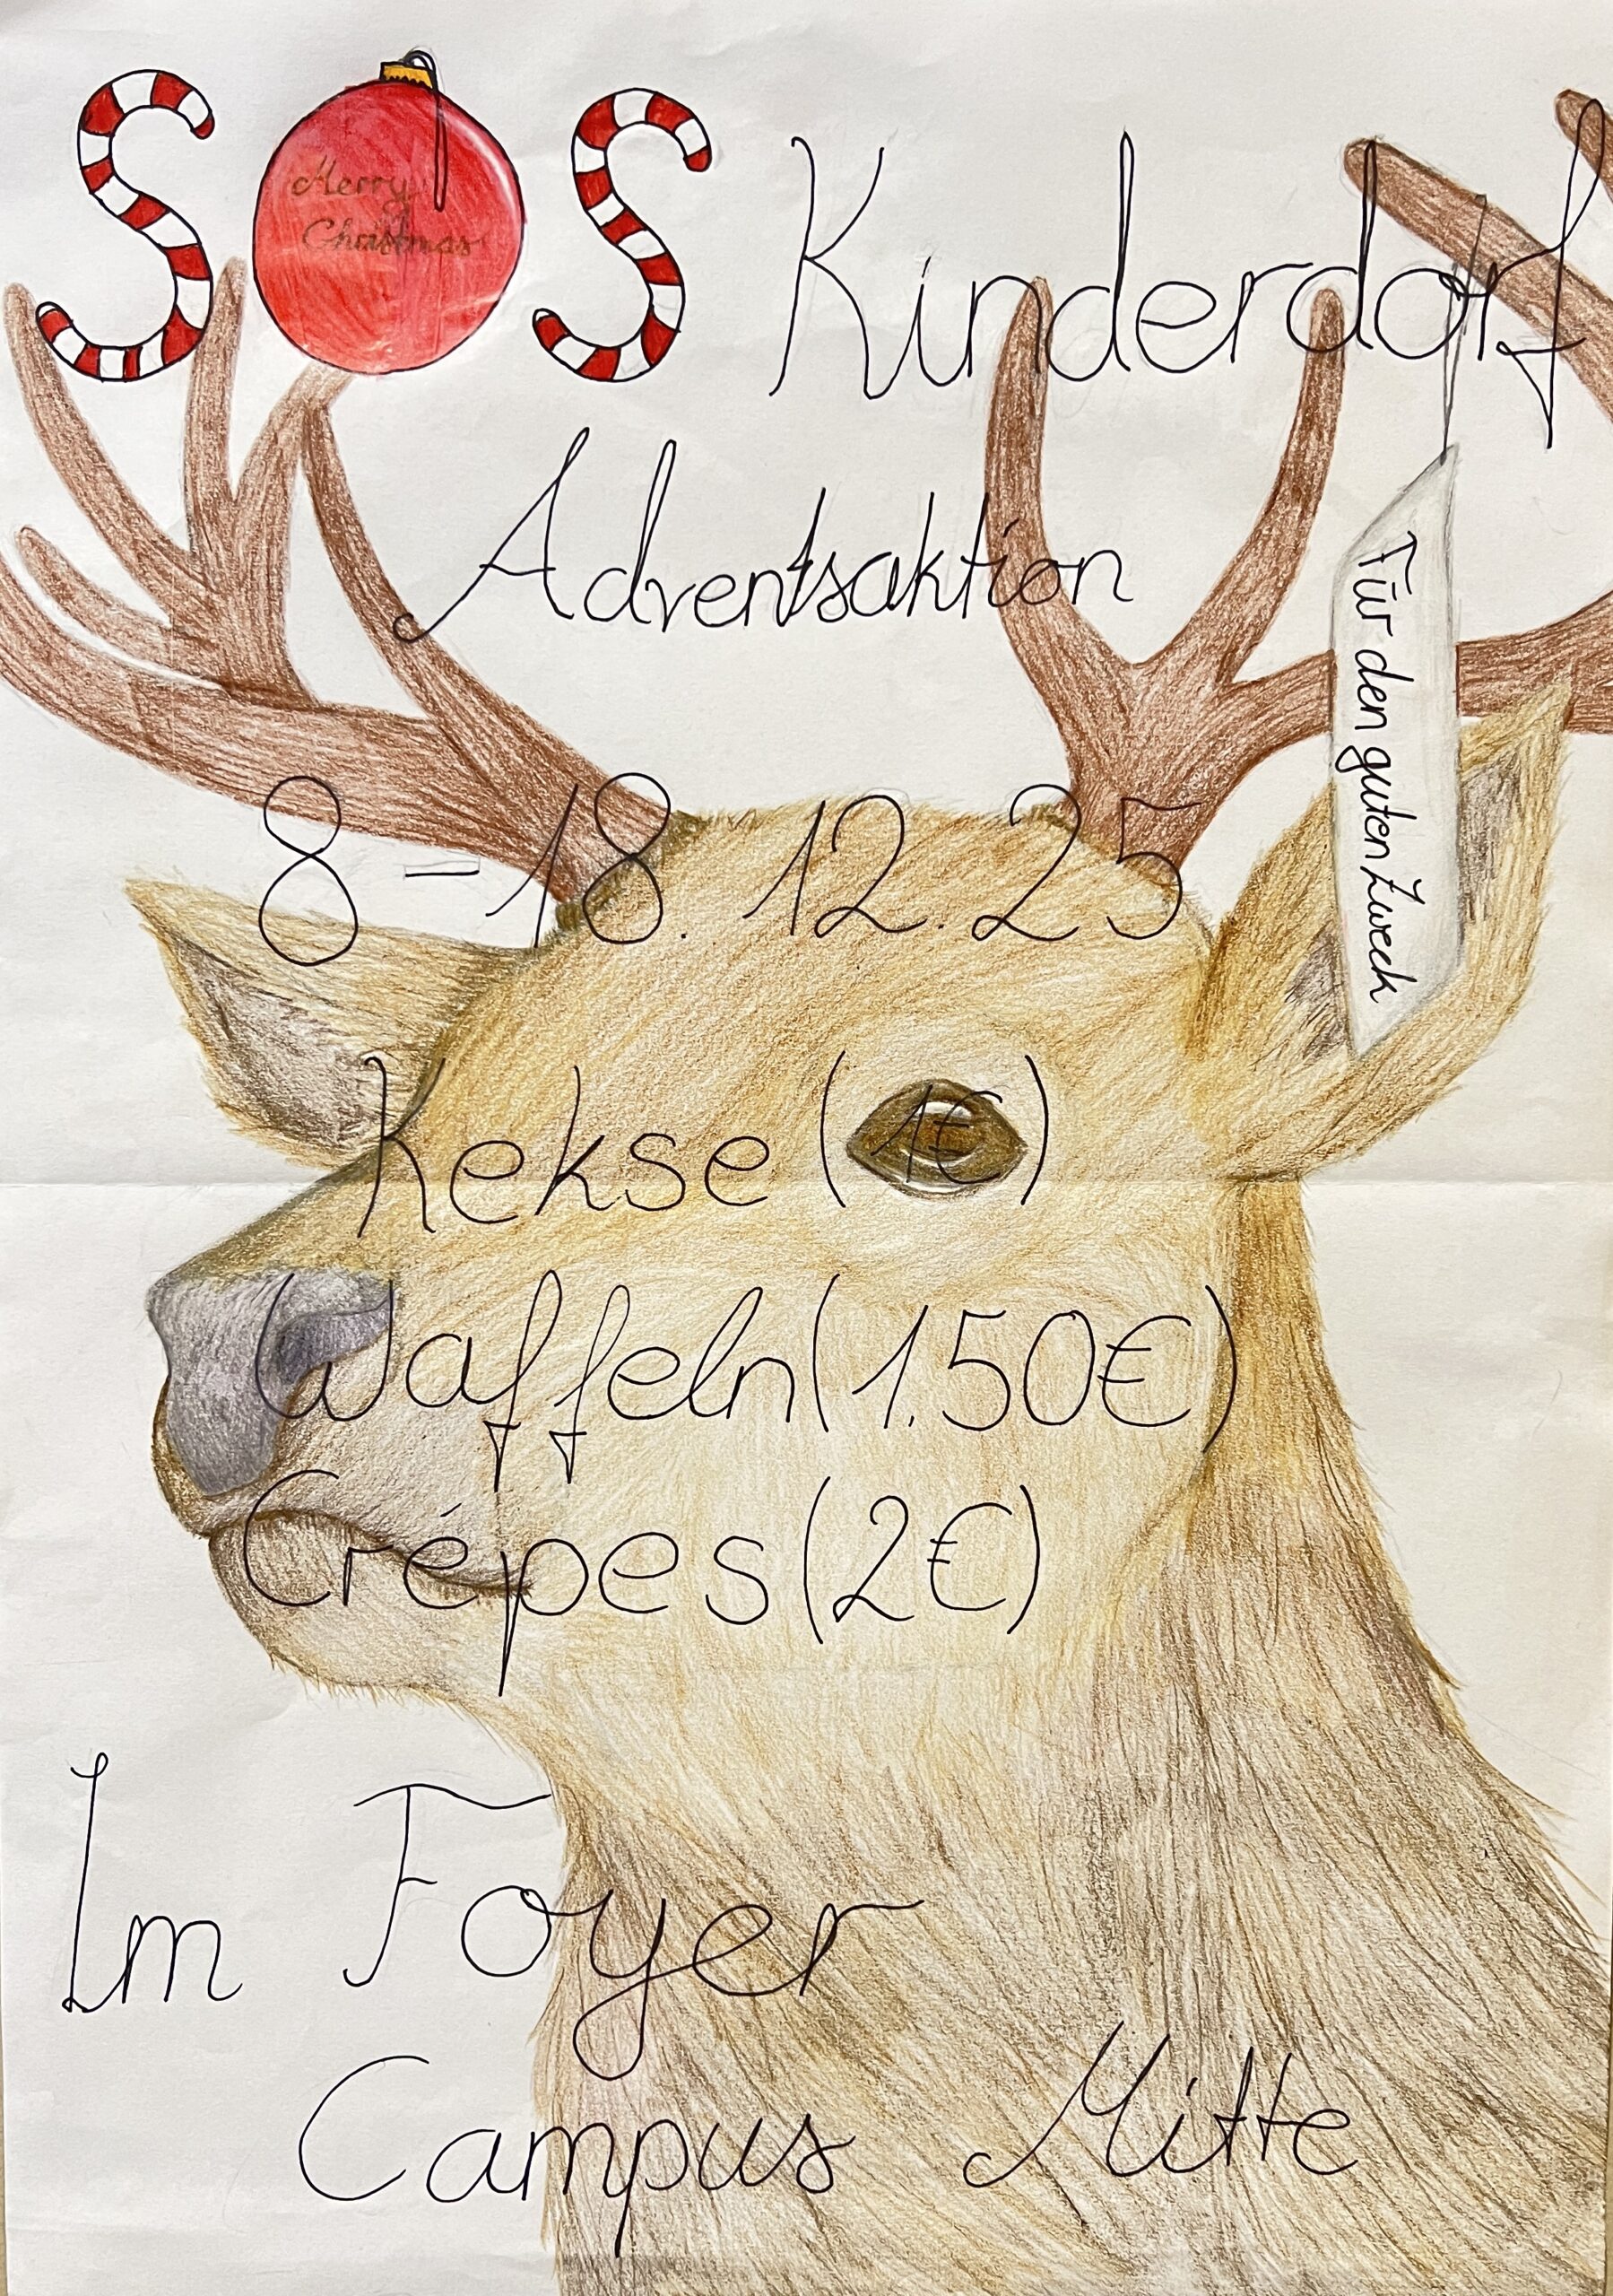 SOS Kinderdorf
Merry
Christmas
Adventsaktion
Für den guten Zweck
8-18.12.25
Kekse (1€)
Waffeln (1.50€)
Crépes (2€)
Im Foyer
Campus Mitte